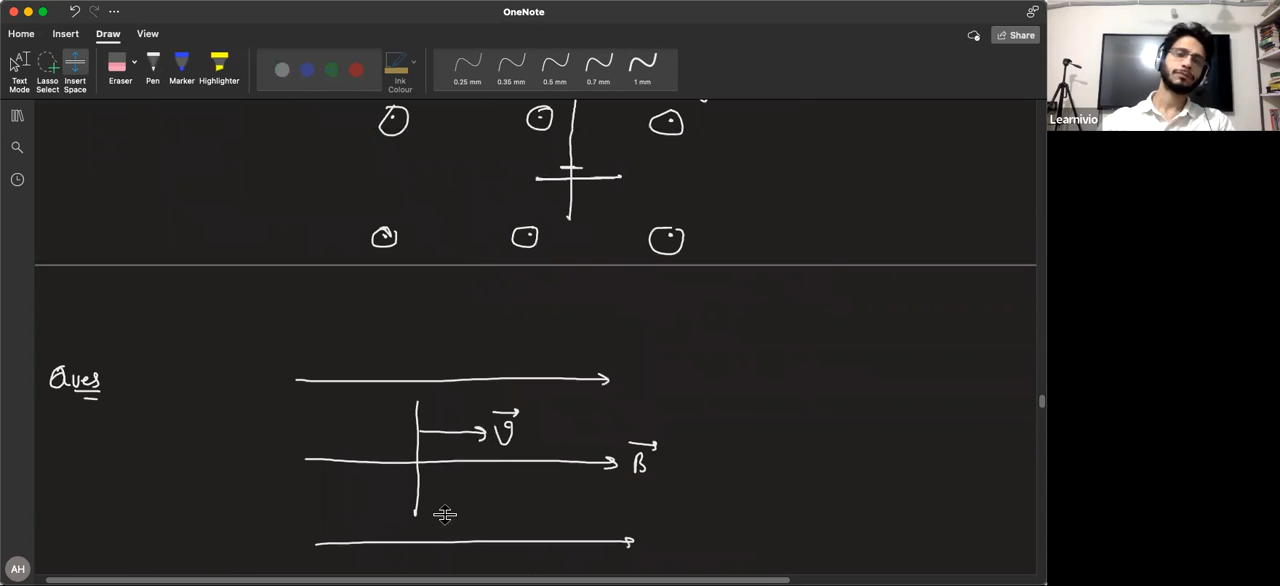 OneNote
Home Insert Draw View
Share
Text Mode
Lasso Select
Insert Space
Eraser
Pen
Marker
Highlighter
Ink Colour
0.25 mm
0.35 mm
0.5 mm
0.7 mm
1 mm
Learnivio
Ques
V
B
AH